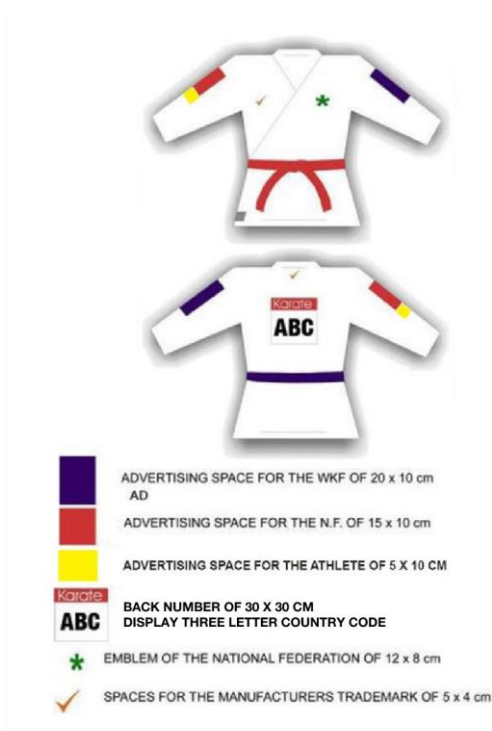 Karate
ABC
ADVERTISING SPACE FOR THE WKF OF 20 x 10 cm
AD
ADVERTISING SPACE FOR THE N.F. OF 15 x 10 cm
ADVERTISING SPACE FOR THE ATHLETE OF 5 X 10 CM
Karate
ABC
BACK NUMBER OF 30 X 30 CM
DISPLAY THREE LETTER COUNTRY CODE
EMBLEM OF THE NATIONAL FEDERATION OF 12 x 8 cm
SPACES FOR THE MANUFACTURERS TRADEMARK OF 5 x 4 cm